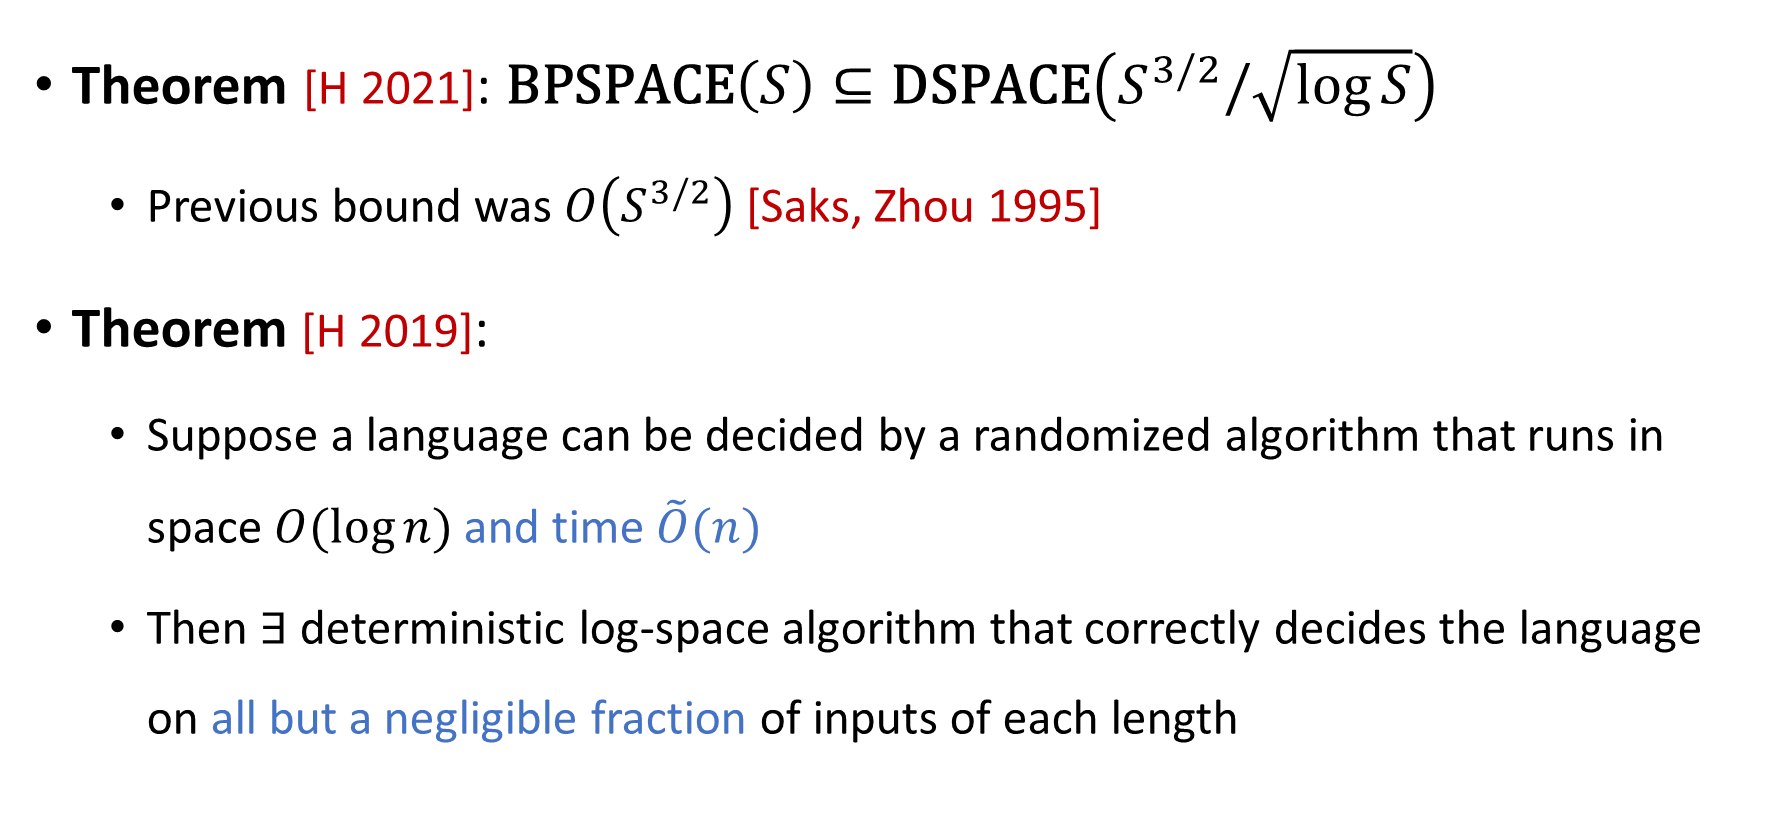 • Theorem [H 2021]: BPSPACE(S) ⊆ DSPACE(S^{3/2}/√(log S))
• Previous bound was O(S^{3/2}) [Saks, Zhou 1995]
• Theorem [H 2019]:
• Suppose a language can be decided by a randomized algorithm that runs in
space O(log n) and time Õ(n)
• Then ∃ deterministic log-space algorithm that correctly decides the language
on all but a negligible fraction of inputs of each length